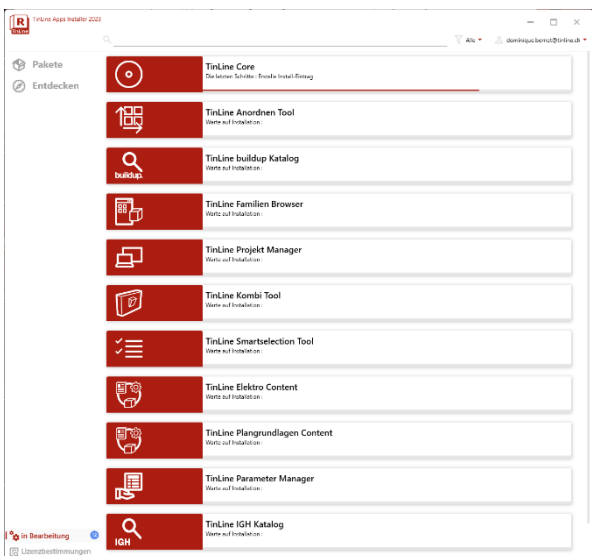 TinLine Apps Installer 2023
R
TinLine
Alle
dominique.bernet@tinline.ch
Pakete
Entdecken
TinLine Core
Die letzten Schritte : Erstelle Install-Eintrag
TinLine Anordnen Tool
Warte auf Installation :
buildup.
TinLine buildup Katalog
Warte auf Installation :
TinLine Familien Browser
Warte auf Installation :
TinLine Projekt Manager
Warte auf Installation :
TinLine Kombi Tool
Warte auf Installation :
TinLine Smartselection Tool
Warte auf Installation :
TinLine Elektro Content
Warte auf Installation :
TinLine Plangrundlagen Content
Warte auf Installation :
TinLine Parameter Manager
Warte auf Installation :
IGH
TinLine IGH Katalog
Warte auf Installation :
in Bearbeitung
Lizenzbestimmungen